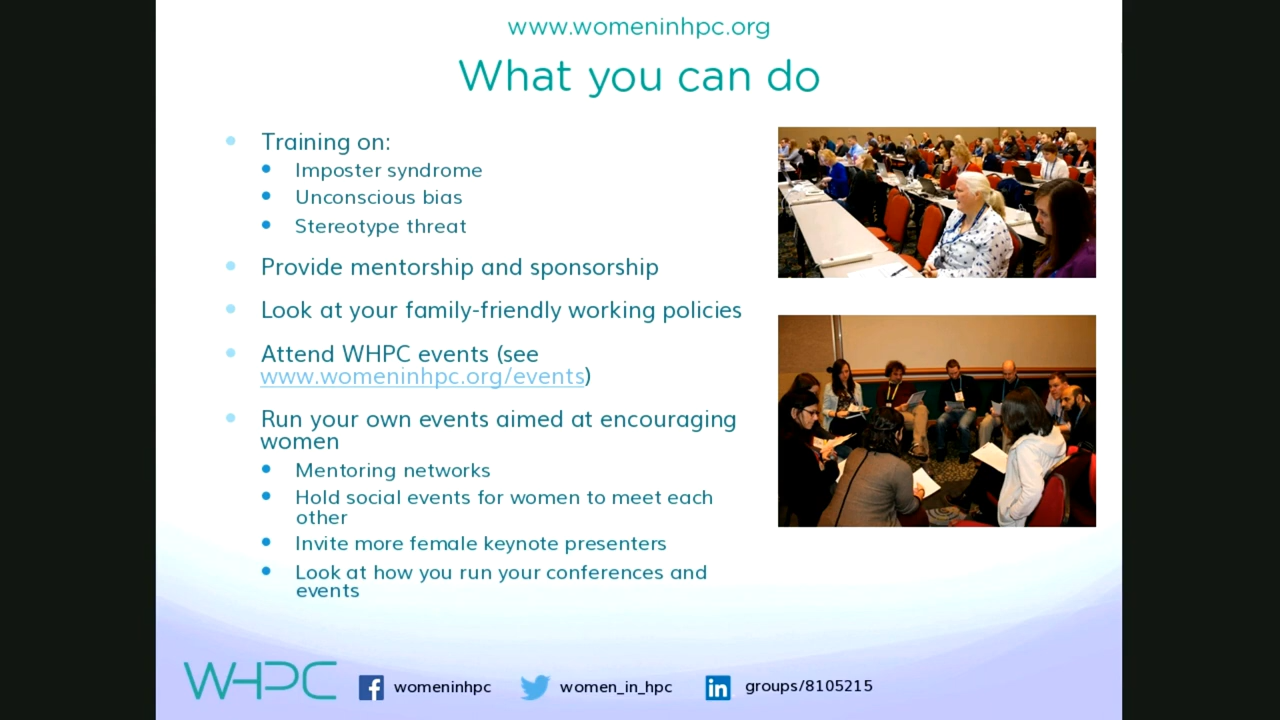 www.womeninhpc.org
What you can do
Training on:
Imposter syndrome
Unconscious bias
Stereotype threat
Provide mentorship and sponsorship
Look at your family-friendly working policies
Attend WHPC events (see
www.womeninhpc.org/events)
Run your own events aimed at encouraging
women
Mentoring networks
Hold social events for women to meet each
other
Invite more female keynote presenters
Look at how you run your conferences and
events
WHPC
womeninhpc
women_in_hpc
groups/8105215